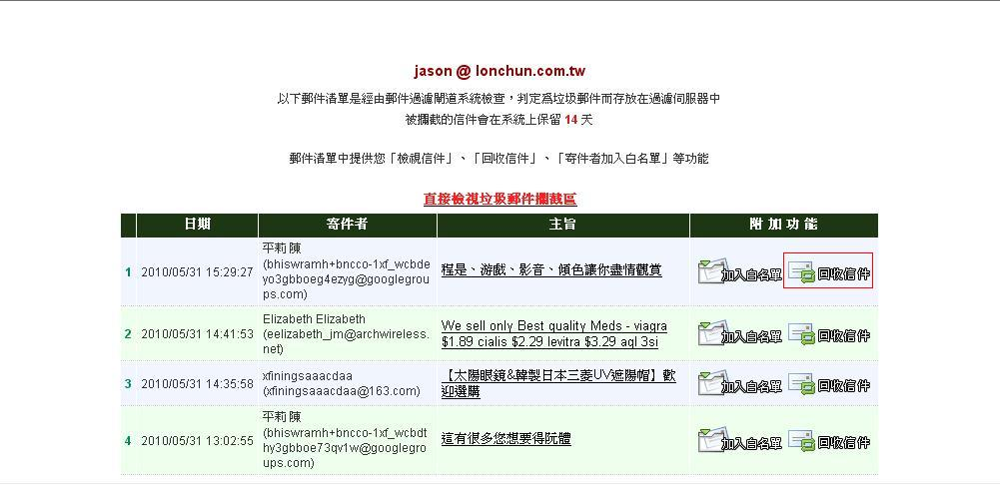 jason @ lonchun.com.tw
以下郵件清單是經由郵件過濾閘道系統檢查，判定為垃圾郵件而存放在過濾伺服器中
被攔截的信件會在系統上保留 14 天
郵件清單中提供您「檢視信件」、「回收信件」、「寄件者加入白名單」等功能
直接檢視垃圾郵件攔截區
日期 寄件者 主旨 附加功能
平莉 陳
1 2010/05/31 15:29:27 (bhiswramh+bncco-1xf_wcbde 程是、游戲、影音、傾色讓你盡情觀賞 加入白名單 回收信件
yo3gbboeg4ezyg@googlegrou
ps.com)
Elizabeth Elizabeth We sell only Best quality Meds - viagra
2 2010/05/31 14:41:53 (eelizabeth_jm@archwireless. $1.89 cialis $2.29 levitra $3.29 aql 3si 加入白名單 回收信件
net)
xfiningsaaacdaa 【太陽眼鏡&韓製日本三菱UV遮陽帽】歡
3 2010/05/31 14:35:58 (xfiningsaaacdaa@163.com) 迎選購 加入白名單 回收信件
平莉 陳
4 2010/05/31 13:02:55 (bhiswramh+bncco-1xf_wcbdt 這有很多您想要得阮體 加入白名單 回收信件
hy3gbboe73qv1w@googlegro
ups.com)